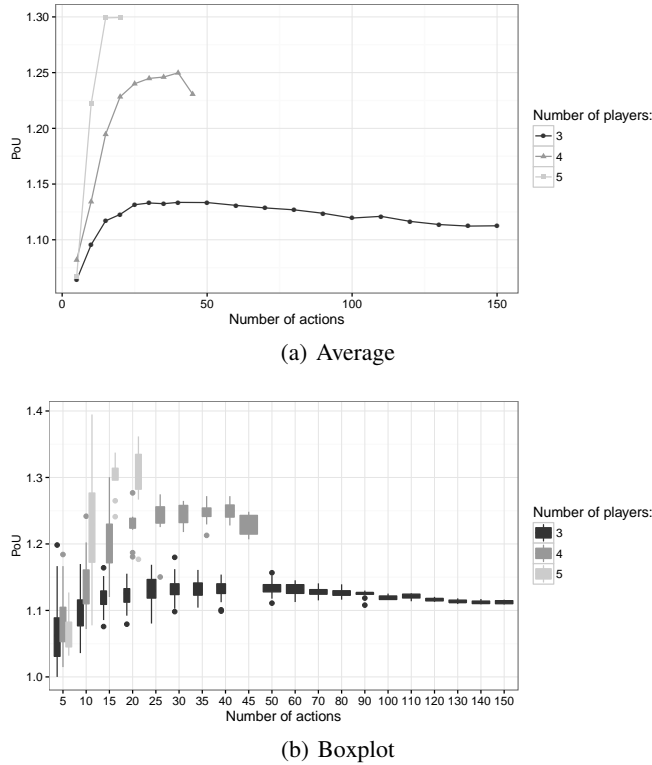 1.30
1.25
1.20
1.15
1.10
PoU
0 50 100 150
Number of actions
Number of players:
3
4
5
(a) Average
1.4
1.3
1.2
1.1
1.0
PoU
5 10 15 20 25 30 35 40 45 50 60 70 80 90 100 110 120 130 140 150
Number of actions
Number of players:
3
4
5
(b) Boxplot